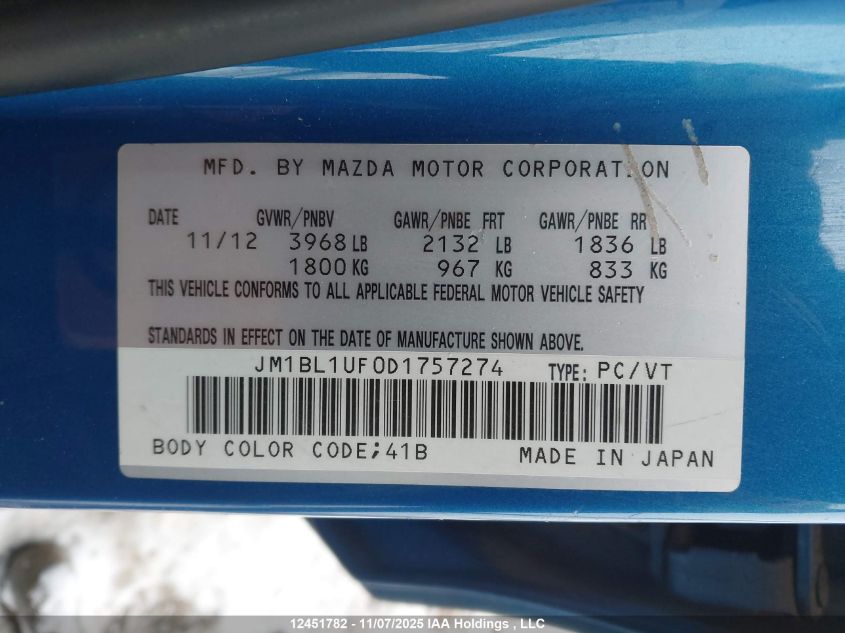 MFD. BY MAZDA MOTOR CORPORATION
DATE GVWR/PNBV GAWR/PNBE FRT GAWR/PNBE RR
11/12 3968 LB 2132 LB 1836 LB
1800 KG 967 KG 833 KG
THIS VEHICLE CONFORMS TO ALL APPLICABLE FEDERAL MOTOR VEHICLE SAFETY
STANDARDS IN EFFECT ON THE DATE OF MANUFACTURE SHOWN ABOVE.
JM1BL1UF0D1757274 TYPE: PC/VT
BODY COLOR CODE;41B MADE IN JAPAN
12451782 - 11/07/2025 IAA Holdings , LLC